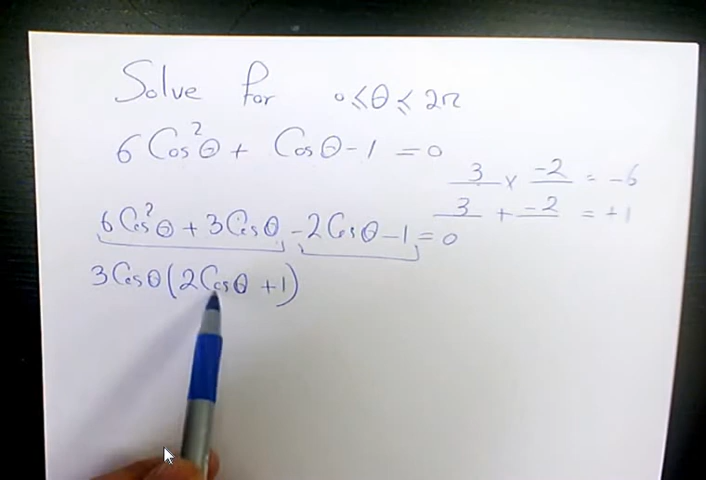 Solve for 0≤θ≤2π
6Cos²θ + Cosθ-1 =0
3 × -2 = -6
3 + -2 = +1
6Cos²θ + 3Cosθ -2Cosθ -1 =0
3Cosθ(2Cosθ +1)